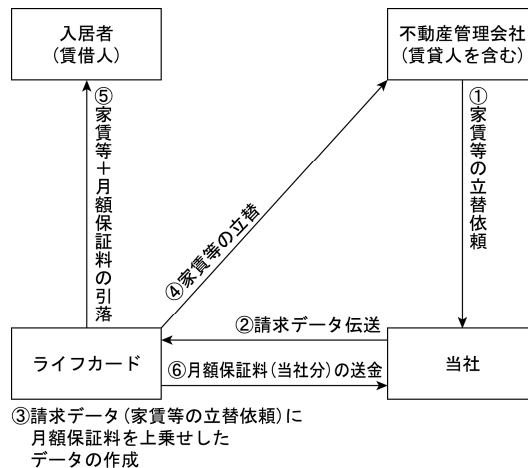 入居者
(賃借人)
不動産管理会社
(賃貸人を含む)
⑤家賃等＋月額保証料の引落
①家賃等の立替依頼
④家賃等の立替
②請求データ伝送
ライフカード
当社
⑥月額保証料(当社分)の送金
③請求データ(家賃等の立替依頼)に
月額保証料を上乗せした
データの作成